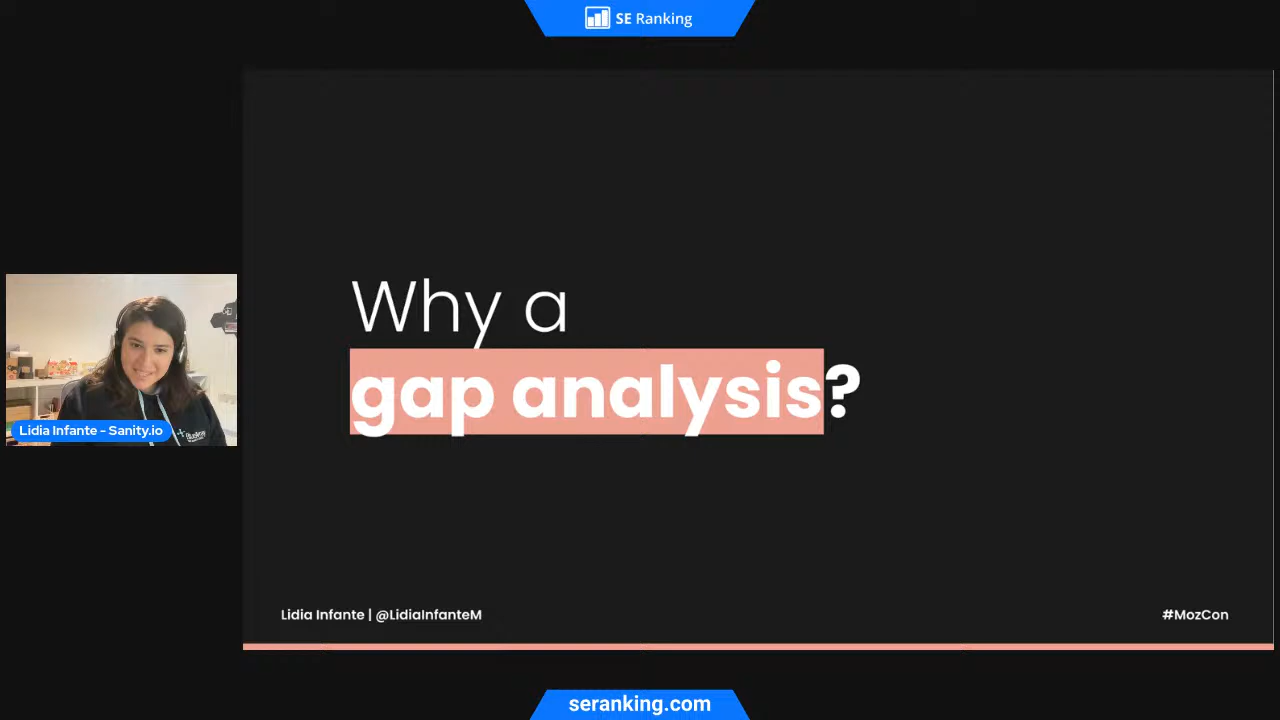 SE Ranking
Why a
gap analysis?
Lidia Infante - Sanity.io
Lidia Infante | @LidiaInfanteM
#MozCon
seranking.com